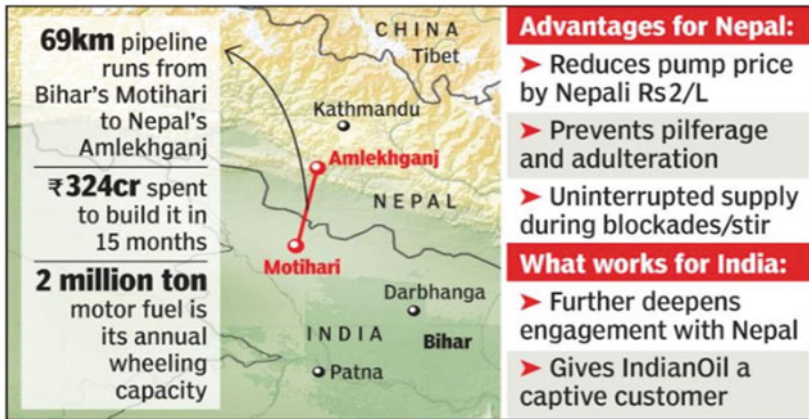 69km pipeline
runs from
Bihar's Motihari
to Nepal's
Amlekhganj
₹324cr spent
to build it in
15 months
2 million ton
motor fuel is
its annual
wheeling
capacity
CHINA
Tibet
Kathmandu
Amlekhganj
NEPAL
Motihari
Darbhanga
INDIA
Bihar
Patna
Advantages for Nepal:
➤ Reduces pump price
by Nepali Rs2/L
➤ Prevents pilferage
and adulteration
➤ Uninterrupted supply
during blockades/stir
What works for India:
➤ Further deepens
engagement with Nepal
➤ Gives IndianOil a
captive customer